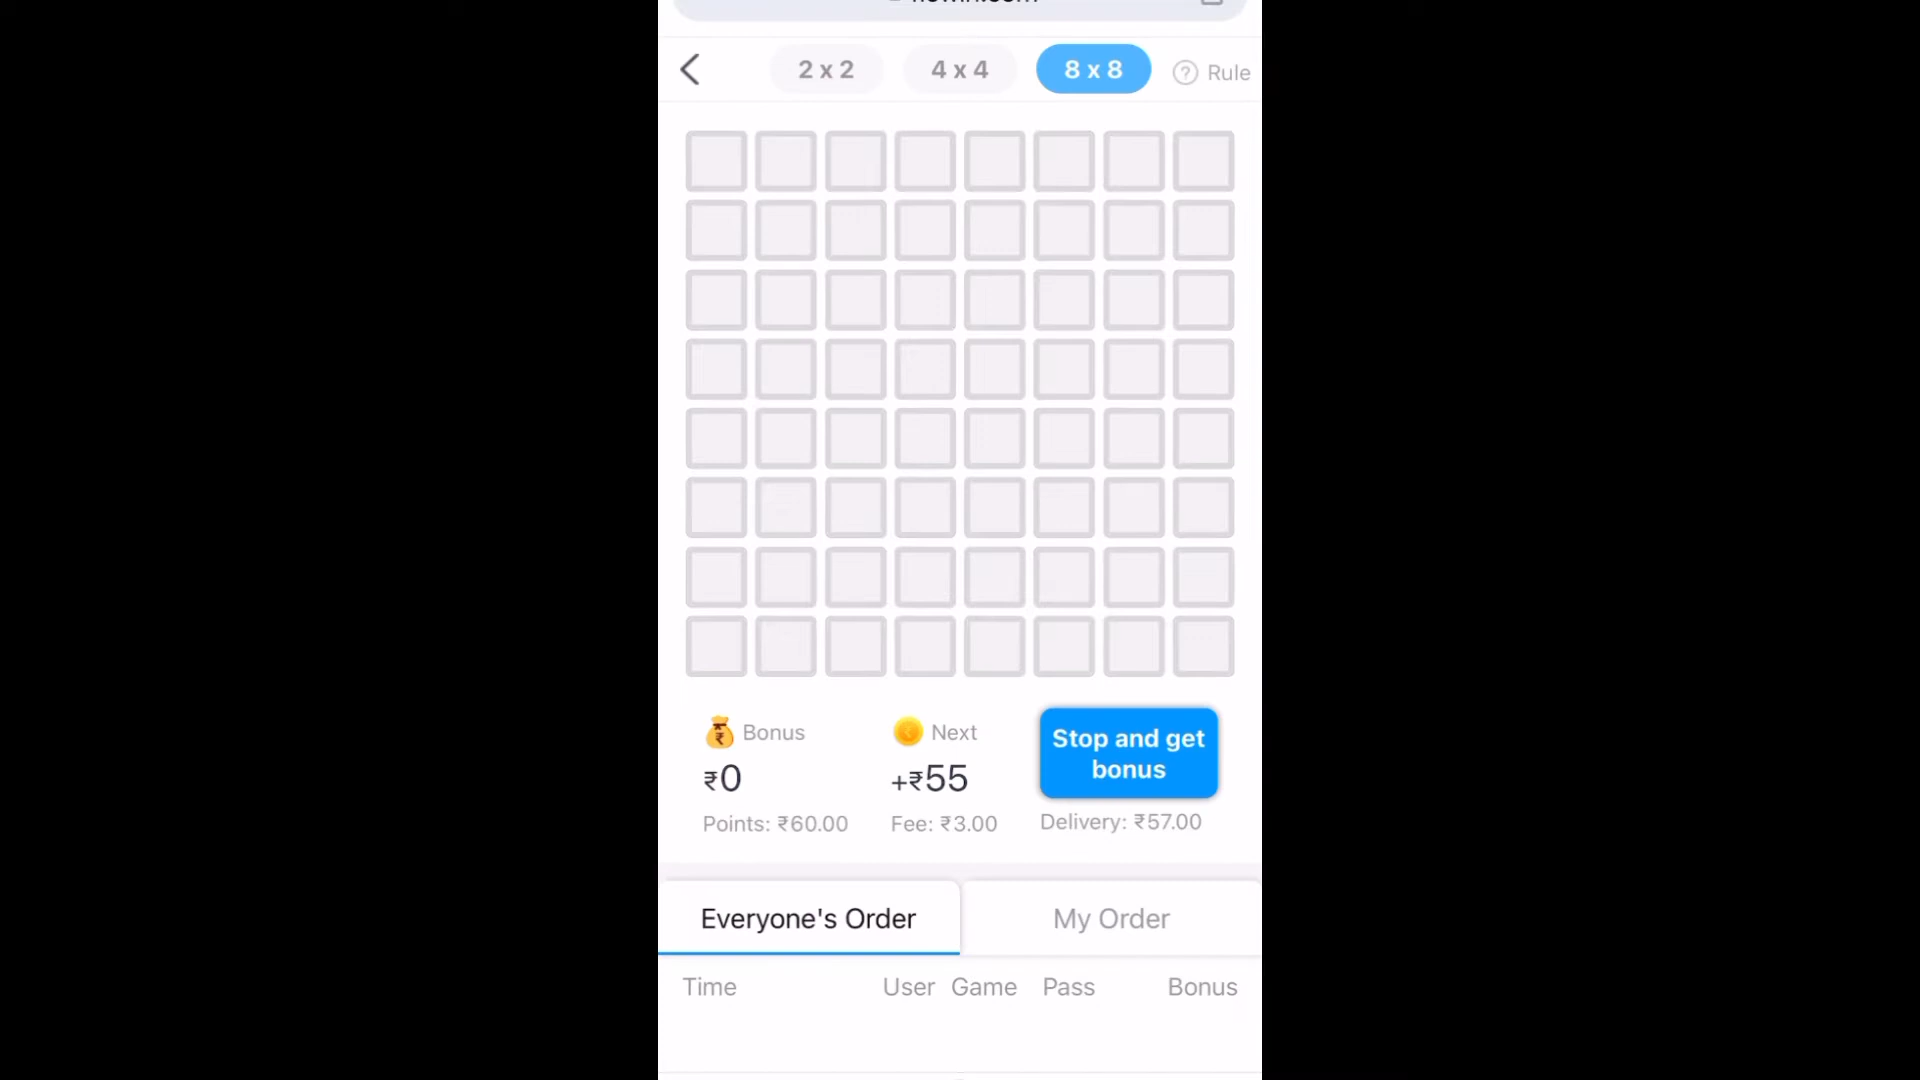 2 x 2
4 x 4
8 x 8
? Rule
Bonus
Next
Stop and get
bonus
₹0
+₹55
Points: ₹60.00
Fee: ₹3.00
Delivery: ₹57.00
Everyone's Order
My Order
Time
User
Game
Pass
Bonus